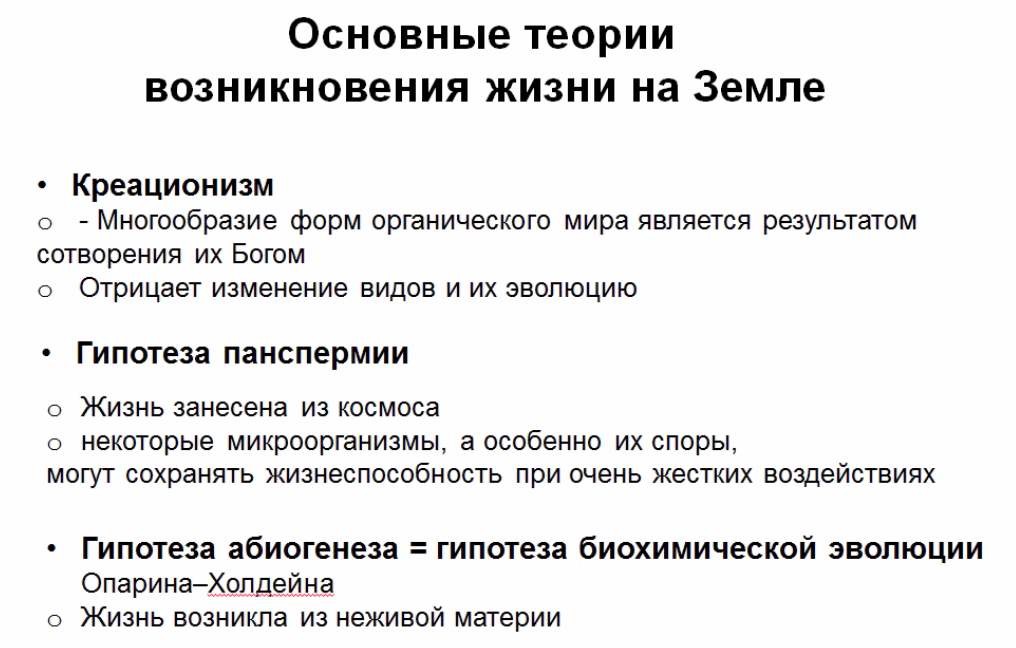 Основные теории
возникновения жизни на Земле
• Креационизм
o - Многообразие форм органического мира является результатом
сотворения их Богом
o Отрицает изменение видов и их эволюцию
• Гипотеза панспермии
o Жизнь занесена из космоса
o некоторые микроорганизмы, а особенно их споры,
могут сохранять жизнеспособность при очень жестких воздействиях
• Гипотеза абиогенеза = гипотеза биохимической эволюции
Опарина–Холдейна
o Жизнь возникла из неживой материи